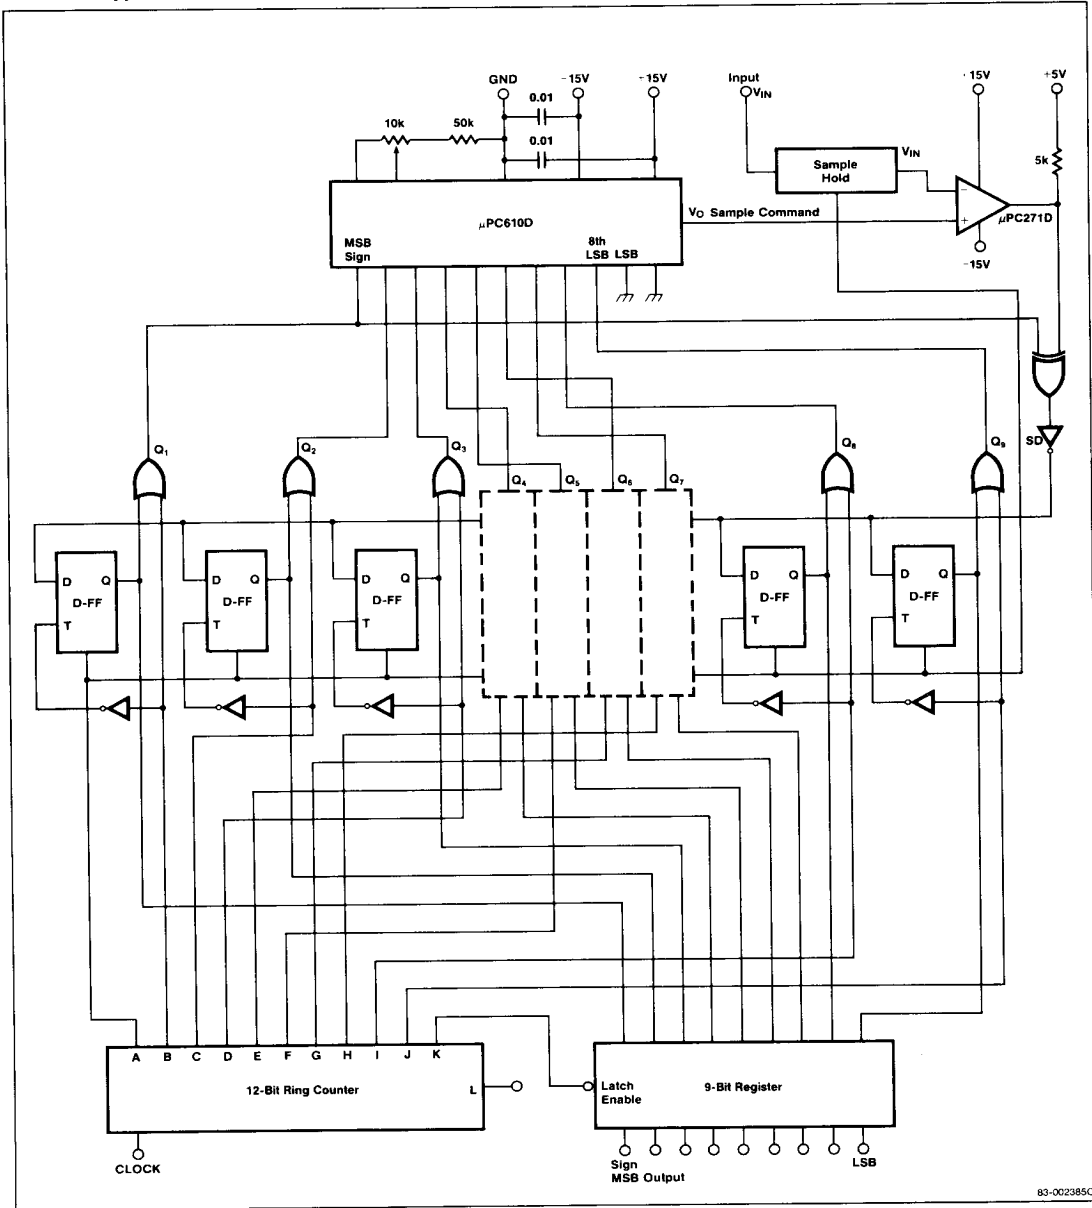 GND
-15V
-15V
Input
VIN
15V
+5V
0.01
0.01
10k
50k
5k
Sample
Hold
VIN
VO Sample Command
μPC610D
μPC271D
-15V
MSB
Sign
8th
LSB LSB
SD
Q1
Q2
Q3
Q4
Q5
Q6
Q7
Q8
Q9
D Q
D-FF
T
D Q
D-FF
T
D Q
D-FF
T
D Q
D-FF
T
D Q
D-FF
T
A B C D E F G H I J K
12-Bit Ring Counter
L
CLOCK
Latch
Enable
9-Bit Register
Sign
MSB Output
LSB
83-002385C